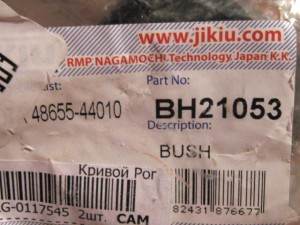 www.jikiu.com
RMP NAGAMOCHI Technology Japan K.K.
Part No:
48655-44010
BH21053
Description:
BUSH
Кривой Рог
G-0117545 2шт. САМ
82431 876677